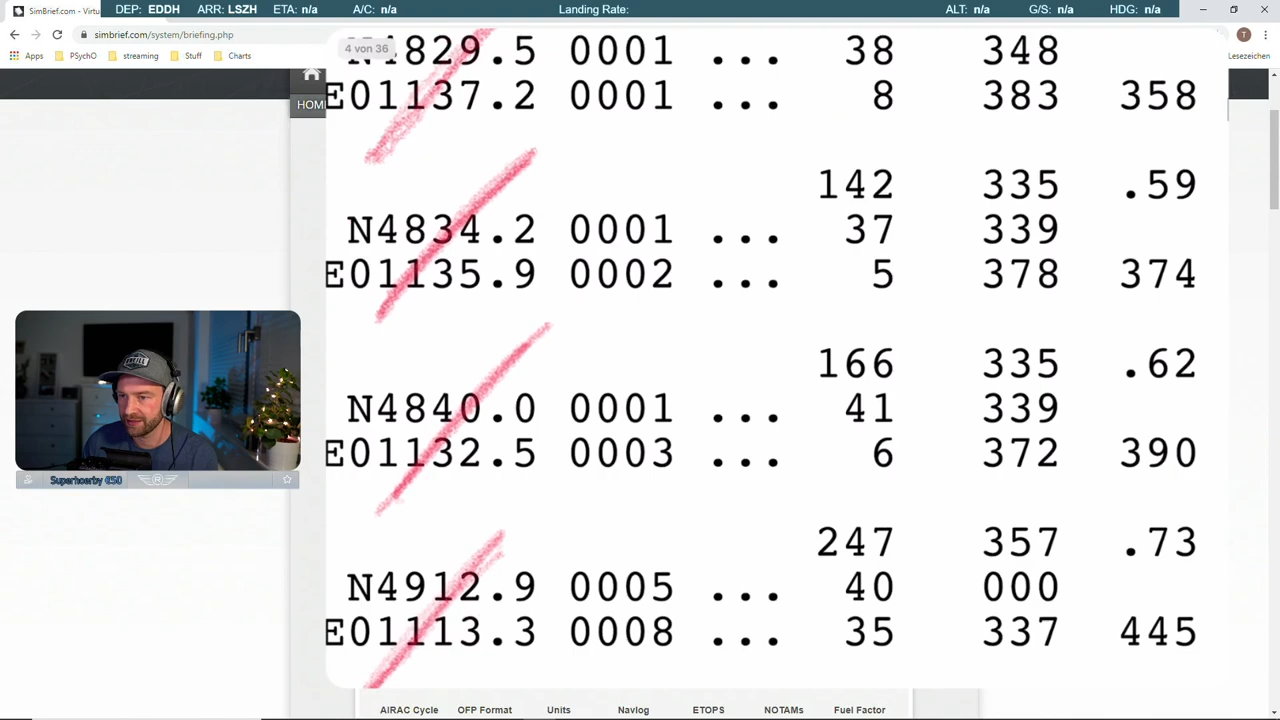 SimBrief.com - Virtu
DEP: EDDH ARR: LSZH ETA: n/a A/C: n/a Landing Rate: ALT: n/a G/S: n/a HDG: n/a
simbrief.com/system/briefing.php
T
Apps PSychO streaming Stuff Charts Lesezeichen
4 von 36
HOME
N4829.5 0001 ... 38 348
E01137.2 0001 ... 8 383 358
142 335 .59
N4834.2 0001 ... 37 339
E01135.9 0002 ... 5 378 374
166 335 .62
N4840.0 0001 ... 41 339
E01132.5 0003 ... 6 372 390
247 357 .73
N4912.9 0005 ... 40 000
E01113.3 0008 ... 35 337 445
Superhoerby €50
AIRAC Cycle OFP Format Units Navlog ETOPS NOTAMs Fuel Factor